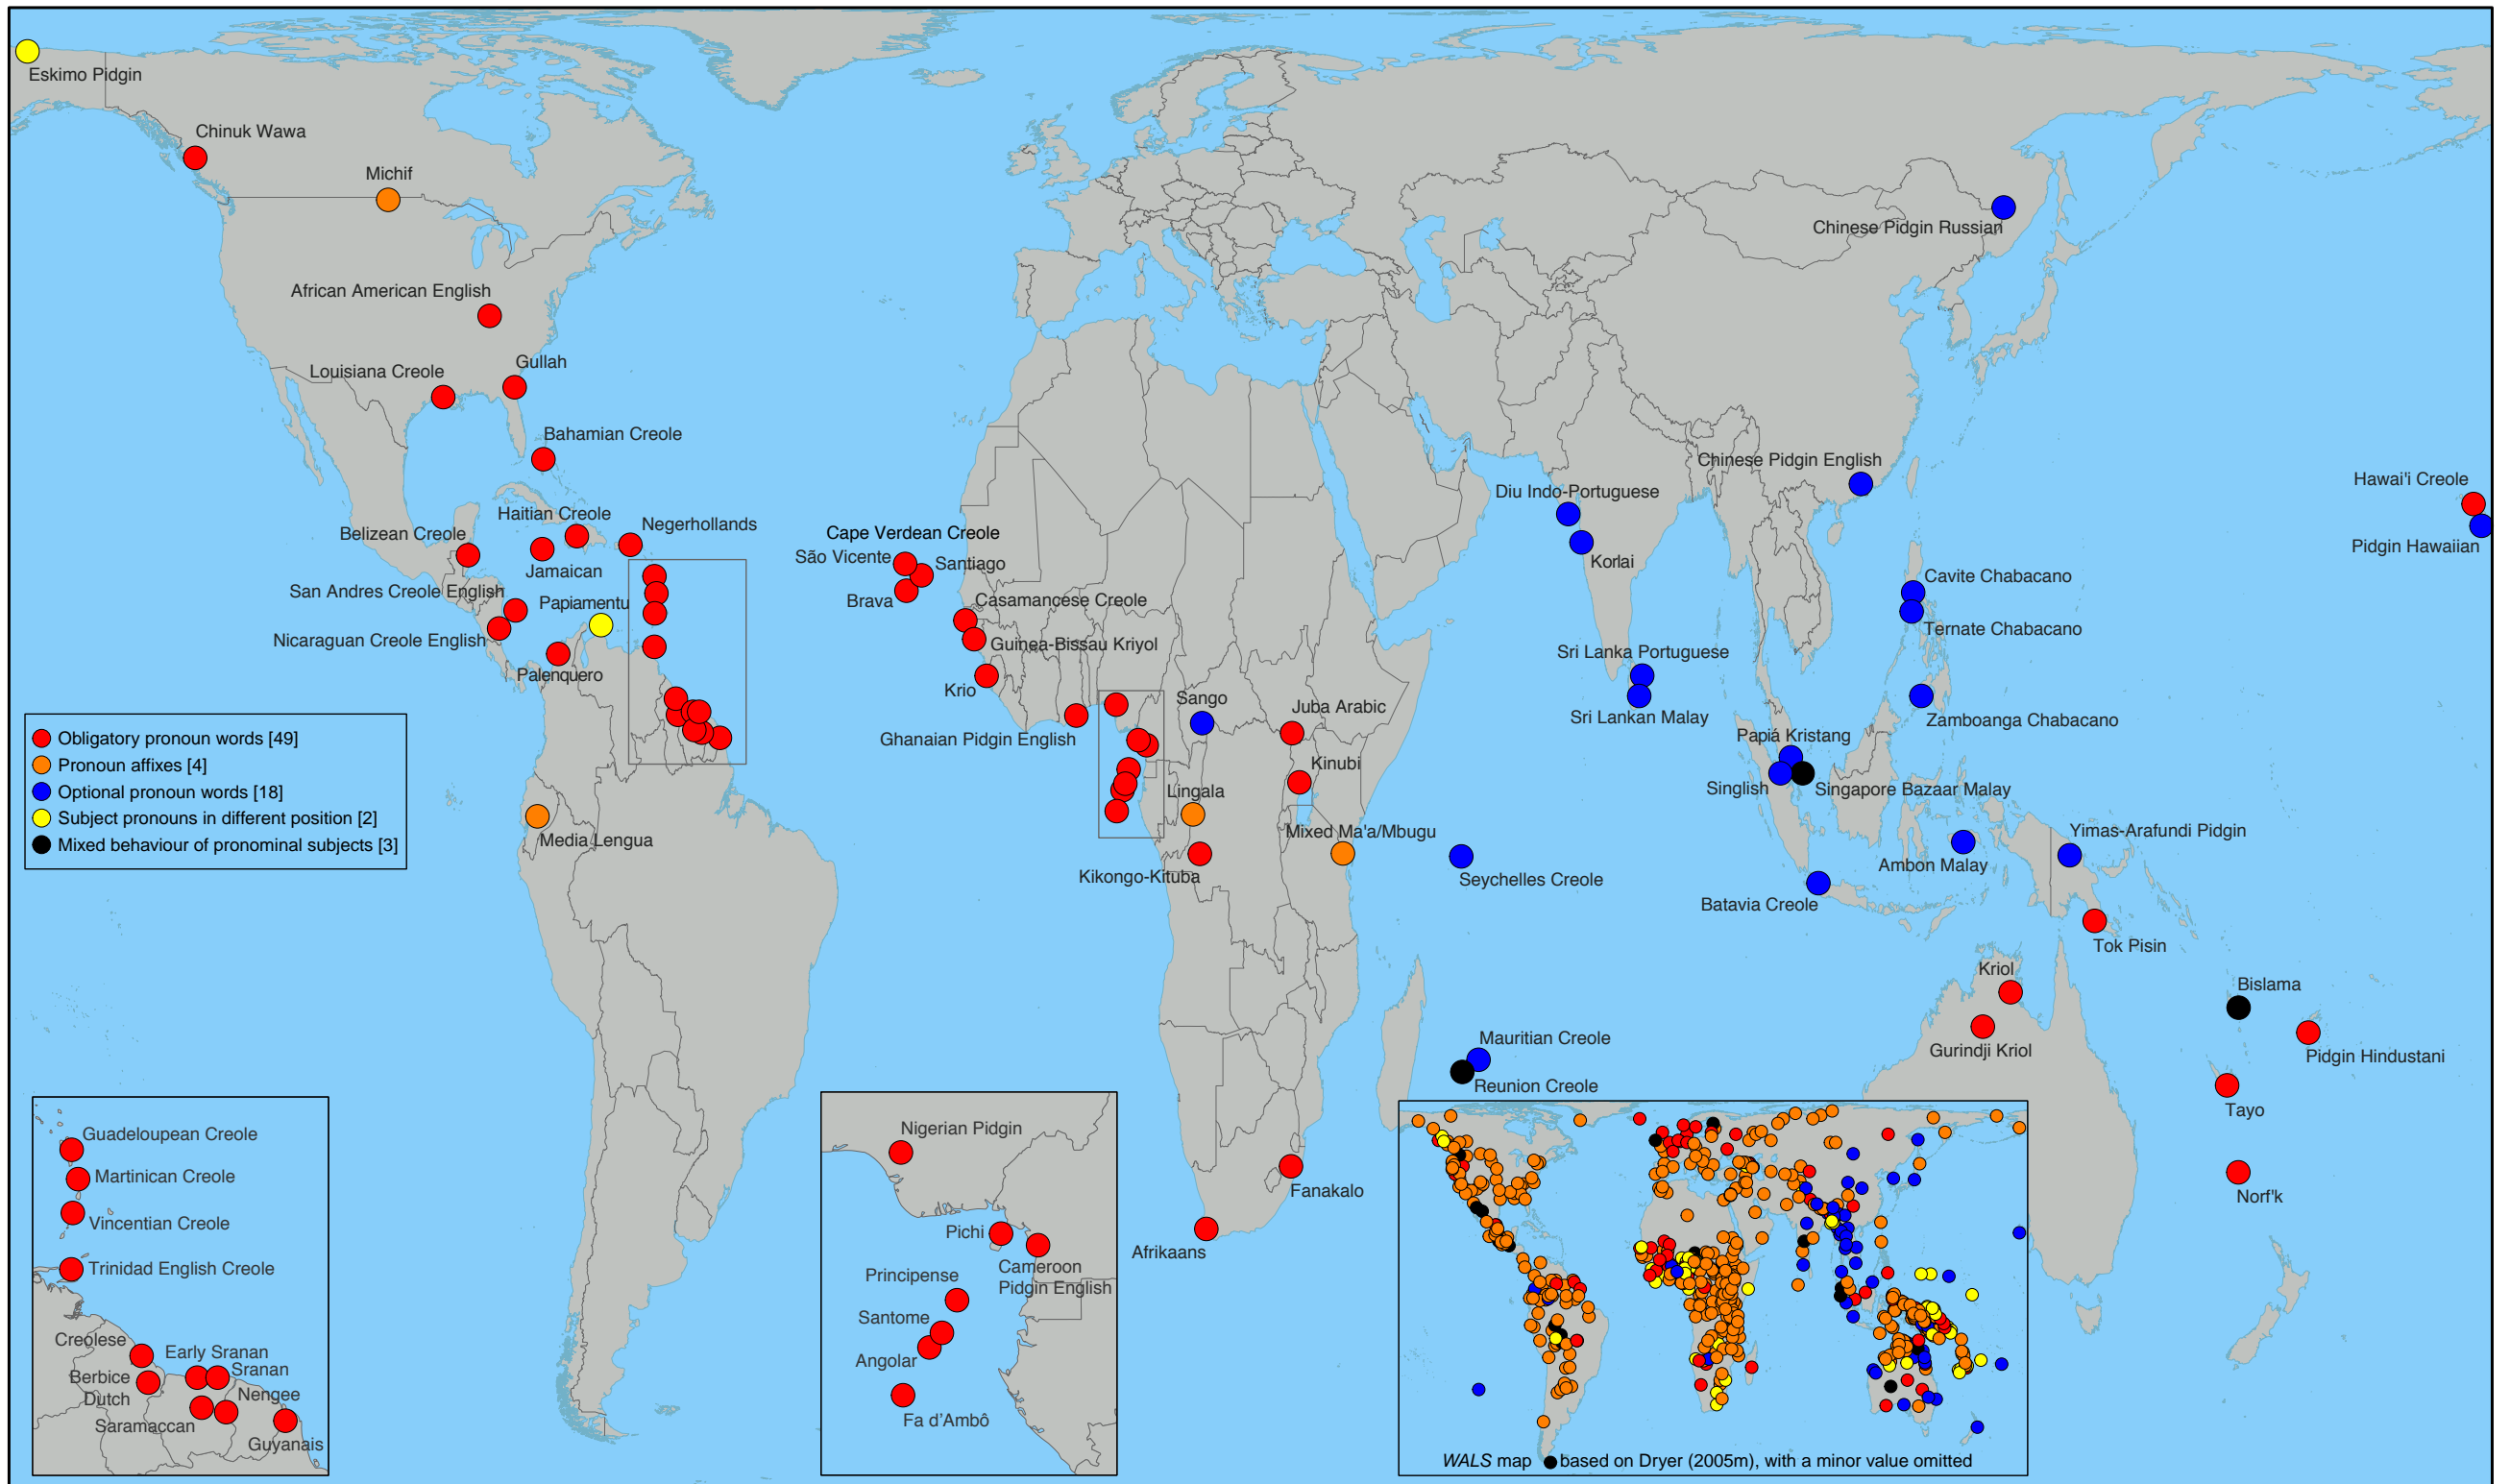 Eskimo Pidgin
Chinuk Wawa
Michif
Chinese Pidgin Russian
African American English
Gullah
Louisiana Creole
Bahamian Creole
Chinese Pidgin English
Hawai'i Creole
Diu Indo-Portuguese
Haitian Creole
Negerhollands
Belizean Creole
Cape Verdean Creole
Pidgin Hawaiian
São Vicente
Santiago
Korlai
Jamaican
Cavite Chabacano
San Andres Creole English
Papiamentu
Brava
Casamancese Creole
Ternate Chabacano
Nicaraguan Creole English
Guinea-Bissau Kriyol
Sri Lanka Portuguese
Palenquero
Krio
Sango
Juba Arabic
Sri Lankan Malay
Zamboanga Chabacano
Ghanaian Pidgin English
Papiá Kristang
Obligatory pronoun words [49]
Pronoun affixes [4]
Optional pronoun words [18]
Subject pronouns in different position [2]
Mixed behaviour of pronominal subjects [3]
Kinubi
Lingala
Singlish
Singapore Bazaar Malay
Media Lengua
Mixed Ma'a/Mbugu
Yimas-Arafundi Pidgin
Ambon Malay
Kikongo-Kituba
Seychelles Creole
Batavia Creole
Tok Pisin
Kriol
Bislama
Mauritian Creole
Gurindji Kriol
Pidgin Hindustani
Reunion Creole
Tayo
Fanakalo
Norf'k
Afrikaans
Guadeloupean Creole
Martinican Creole
Vincentian Creole
Trinidad English Creole
Creolese
Early Sranan
Sranan
Berbice
Dutch
Nengee
Saramaccan
Guyanais
Nigerian Pidgin
Pichi
Cameroon
Pidgin English
Principense
Santome
Angolar
Fa d'Ambô
WALS map based on Dryer (2005m), with a minor value omitted